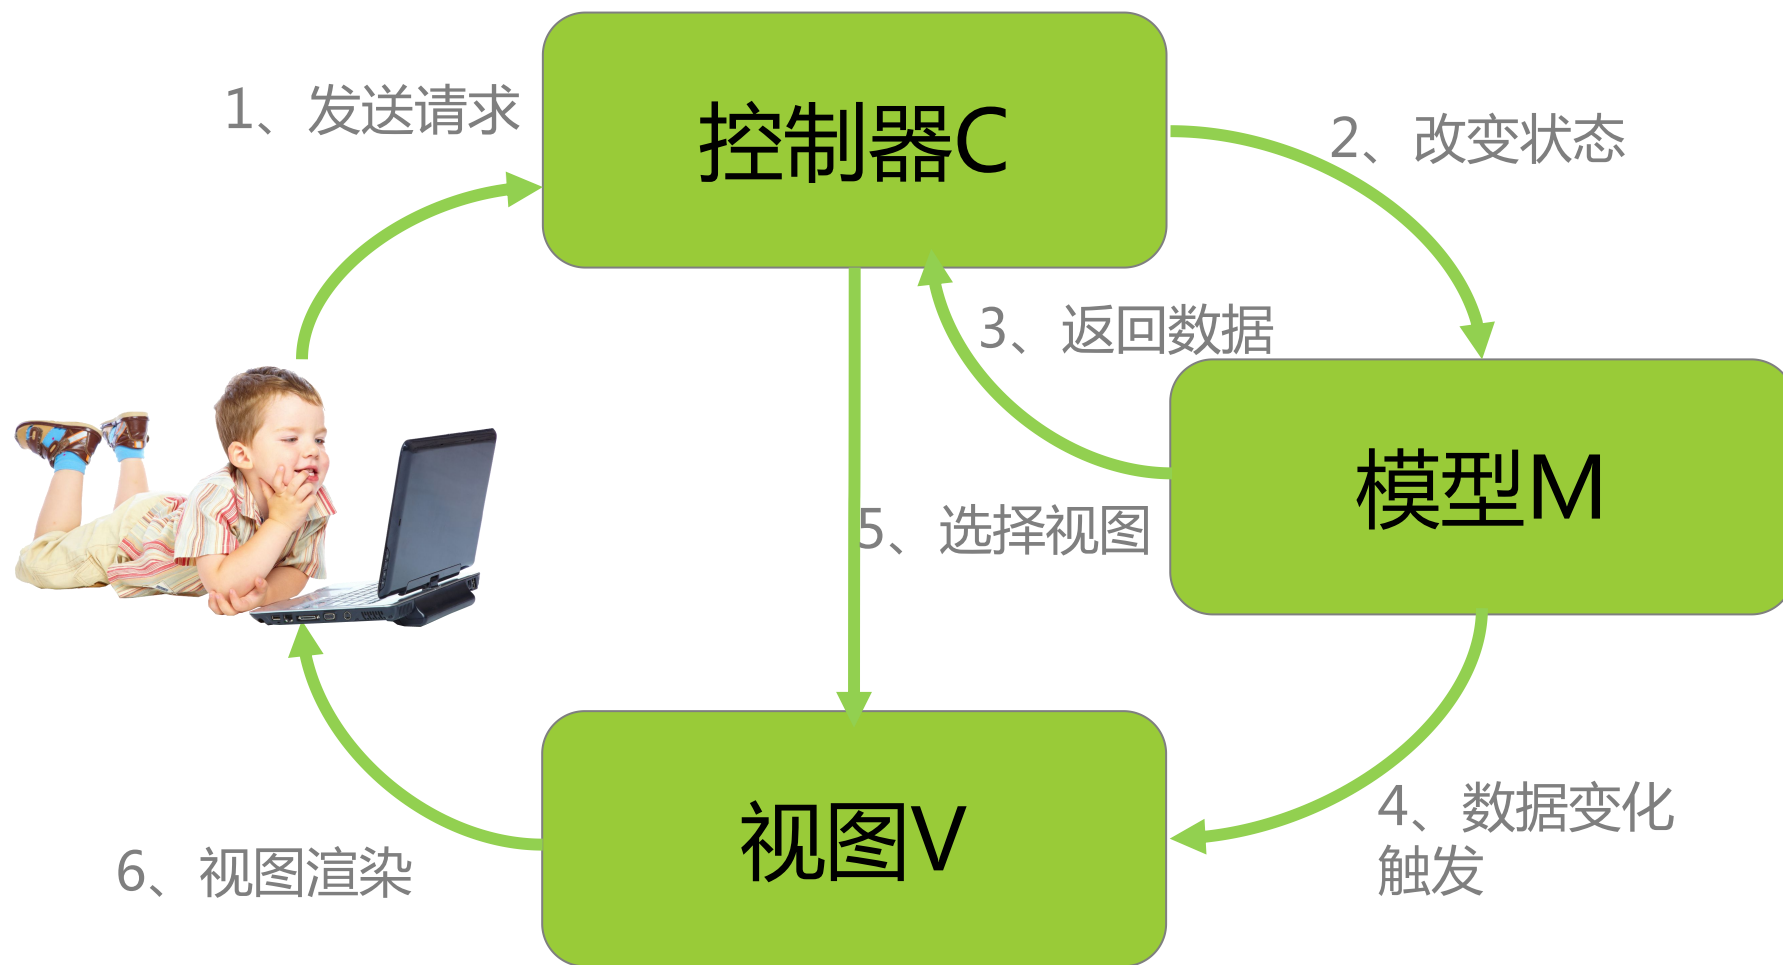 1、发送请求
控制器C
2、改变状态
3、返回数据
模型M
5、选择视图
4、数据变化
触发
视图V
6、视图渲染